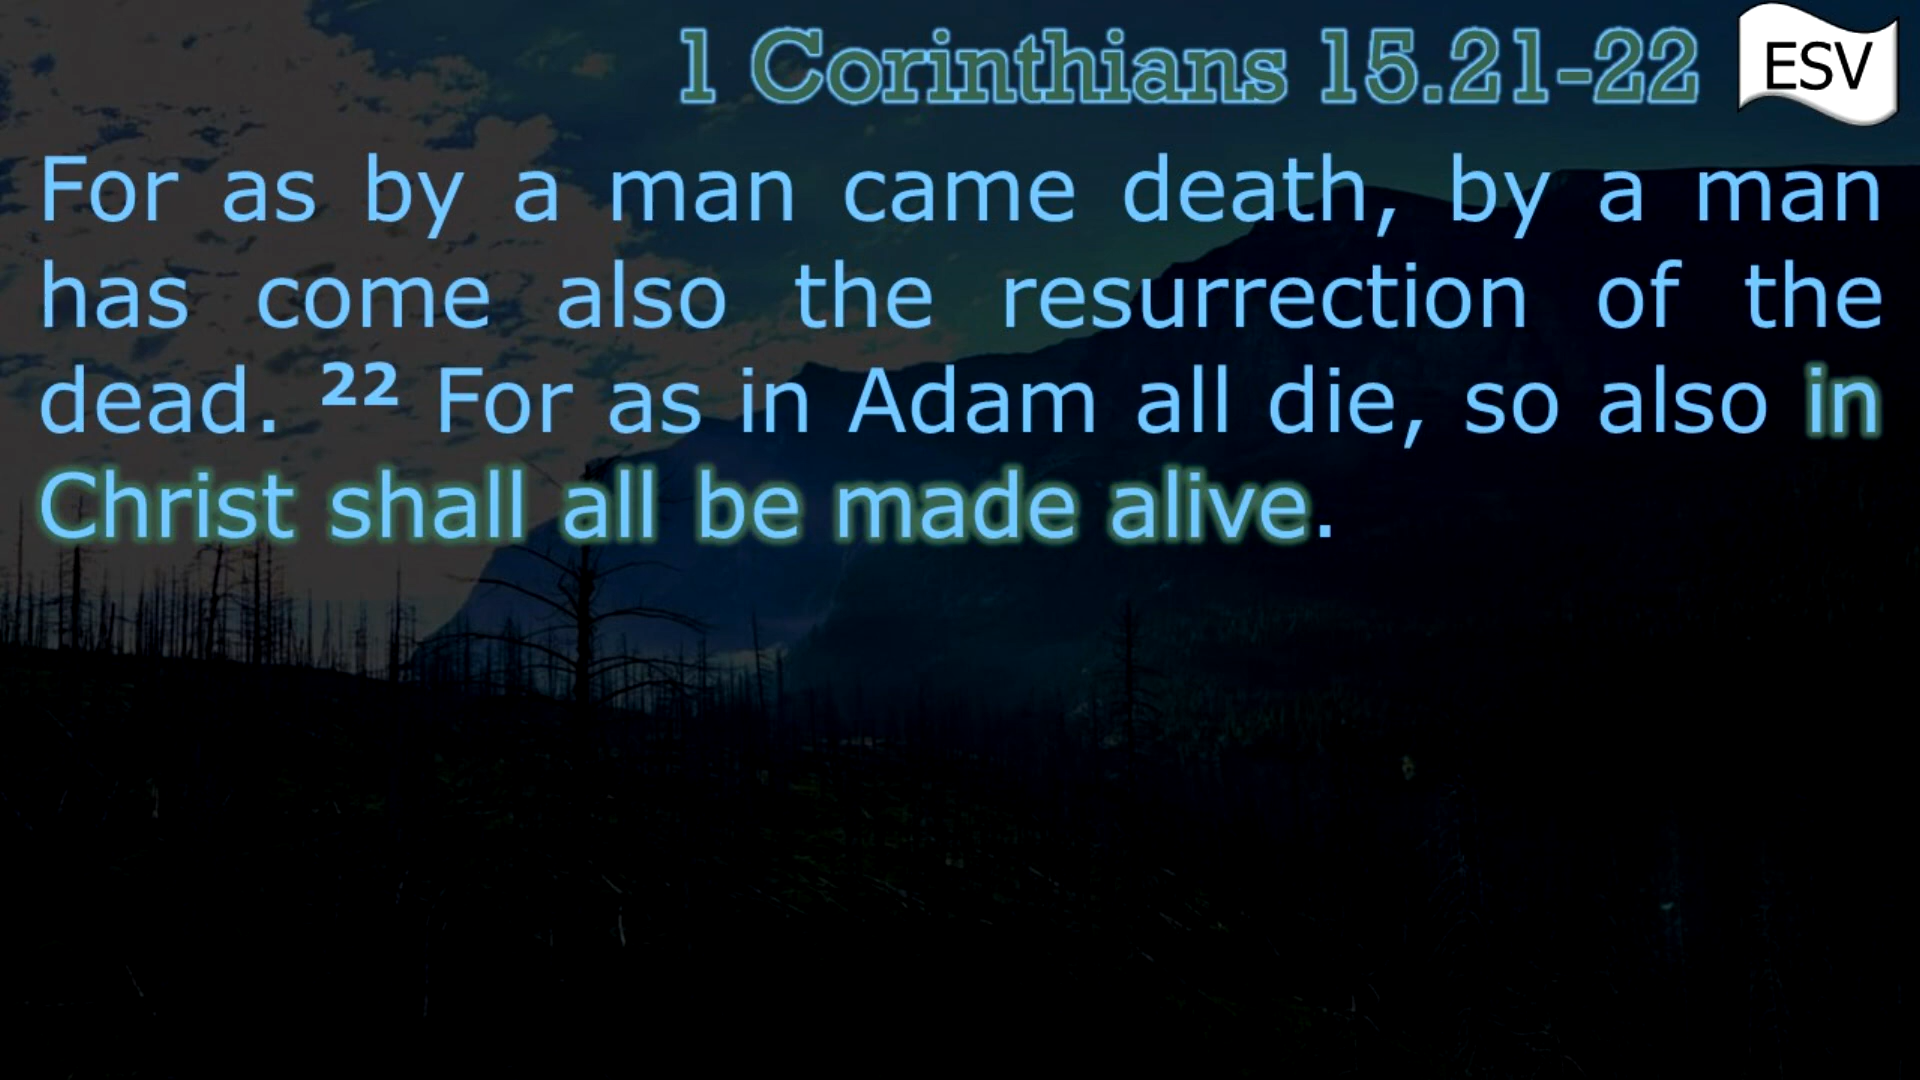 1 Corinthians 15.21-22 ESV
For as by a man came death, by a man
has come also the resurrection of the
dead. 22 For as in Adam all die, so also in
Christ shall all be made alive.